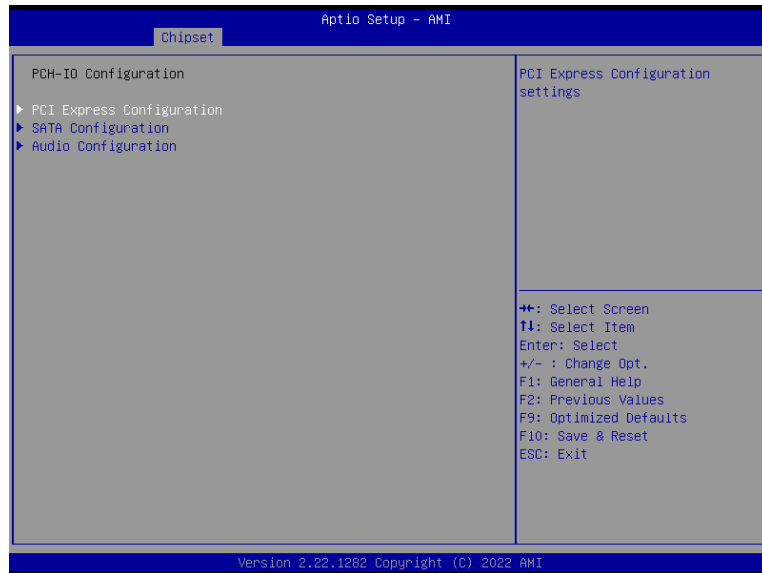 Aptio Setup – AMI
Chipset
PCH-IO Configuration
PCI Express Configuration
SATA Configuration
Audio Configuration
PCI Express Configuration
settings
→←: Select Screen
↑↓: Select Item
Enter: Select
+/- : Change Opt.
F1: General Help
F2: Previous Values
F9: Optimized Defaults
F10: Save & Reset
ESC: Exit
Version 2.22.1282 Copyright (C) 2022 AMI